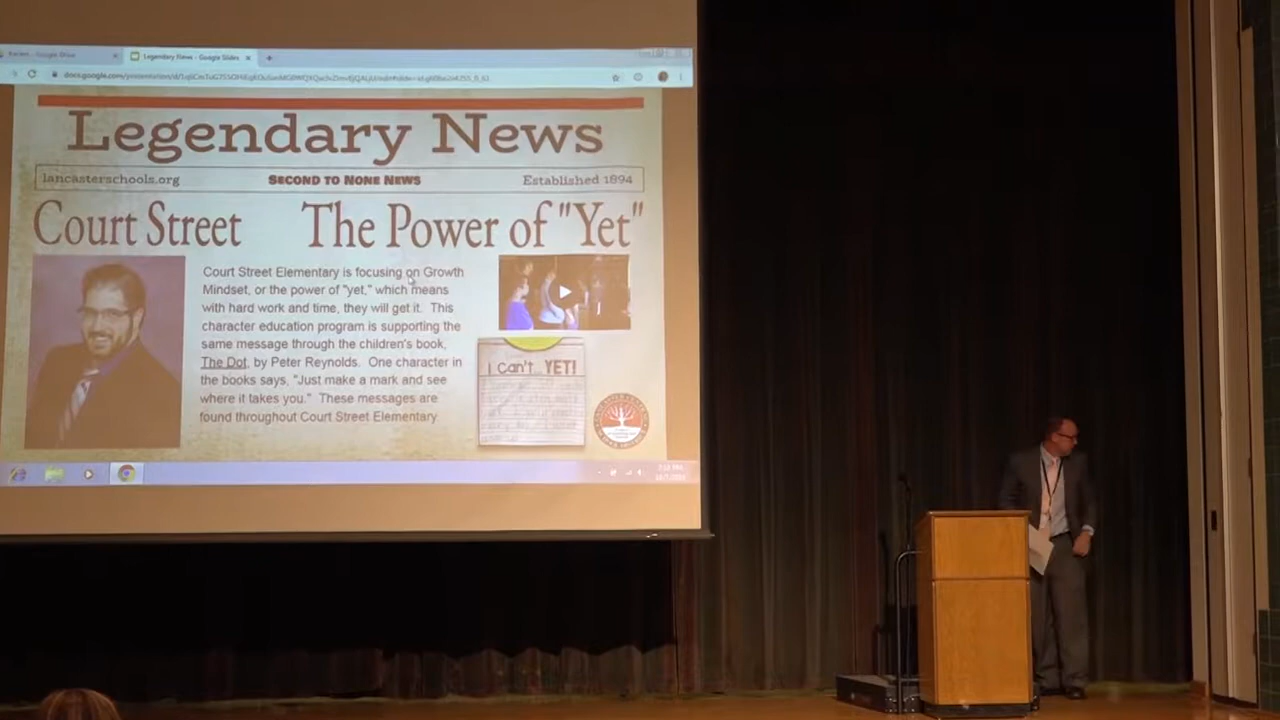 Legendary News - Google Slides
Legendary News
lancasterschools.org
SECOND TO NONE NEWS
Established 1894
Court Street
The Power of "Yet"
Court Street Elementary is focusing on Growth
Mindset, or the power of "yet," which means
with hard work and time, they will get it. This
character education program is supporting the
same message through the children's book,
The Dot, by Peter Reynolds. One character in
the books says, "Just make a mark and see
where it takes you." These messages are
found throughout Court Street Elementary.
I Can't YET!